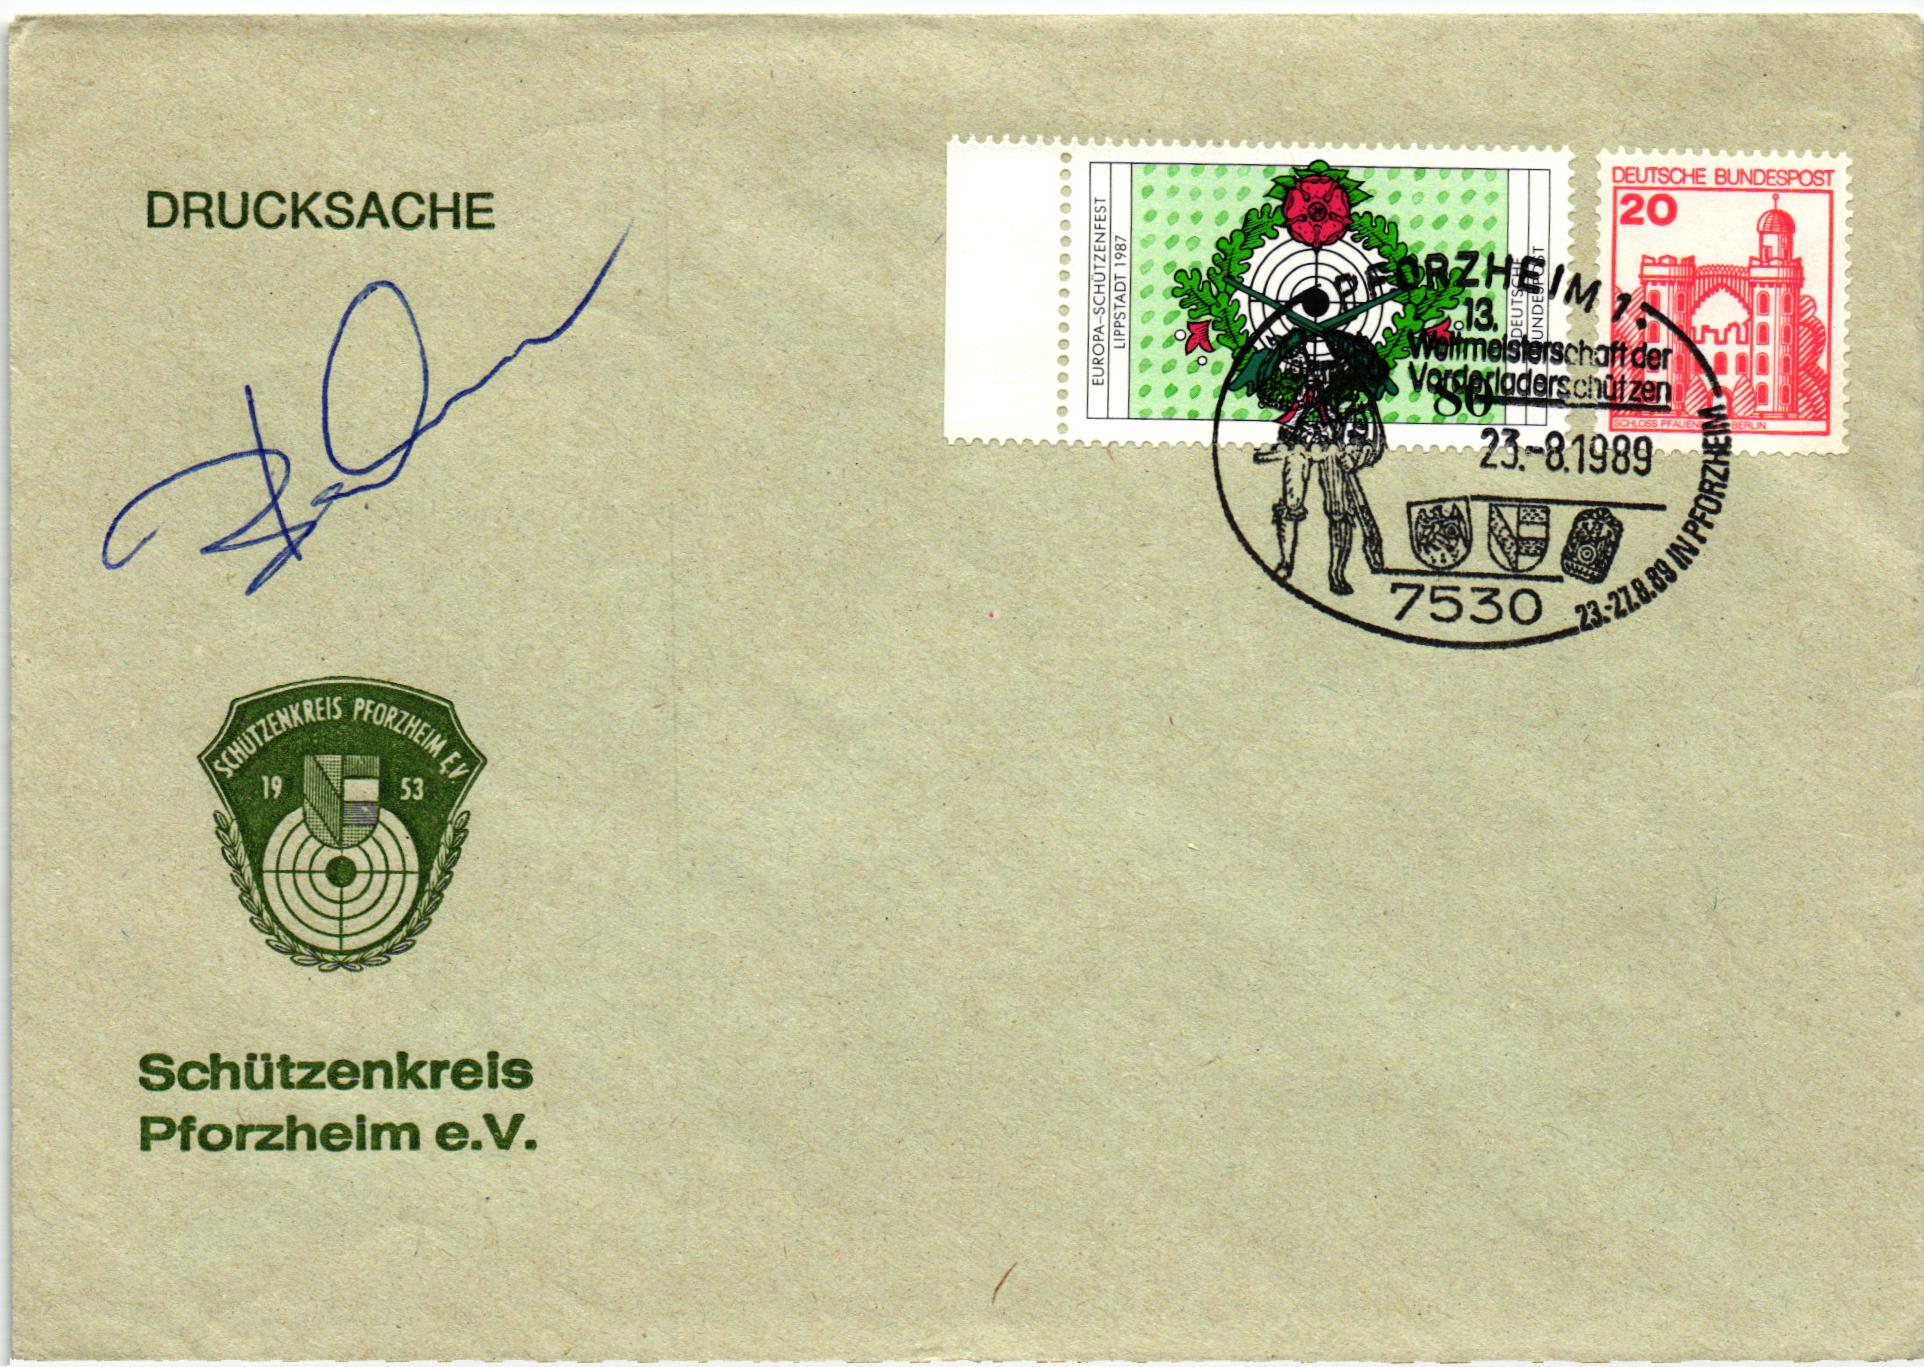 DRUCKSACHE
EUROPA-SCHÜTZENFEST
LIPPSTADT 1987
DEUTSCHE
BUNDESPOST
80
DEUTSCHE BUNDESPOST
20
SCHLOSS PFAUENINSEL BERLIN
PFORZHEIM 1
13.
Weltmeisterschaft der
Vorderladerschützen
23.-8.1989
7530
23.-27.8.89 IN PFORZHEIM
SCHÜTZENKREIS PFORZHEIM E.V.
19 53
Schützenkreis
Pforzheim e.V.